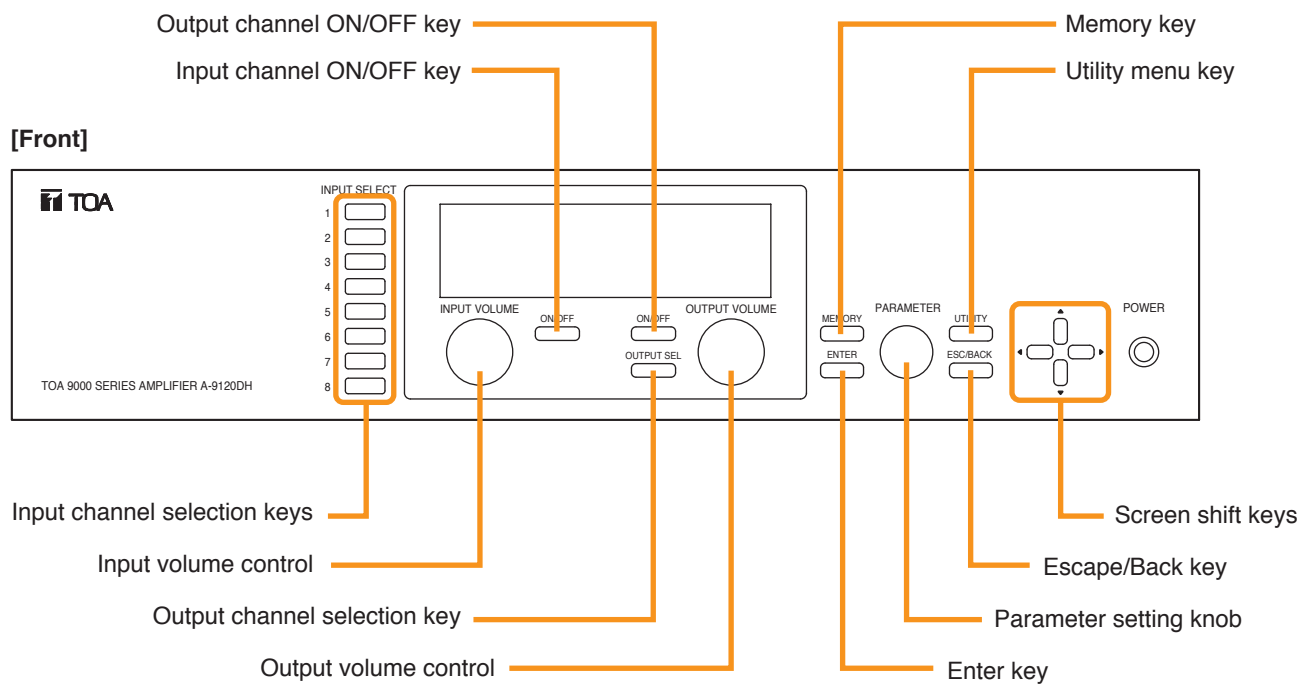 Output channel ON/OFF key
Memory key
Input channel ON/OFF key
Utility menu key
[Front]
TOA
INPUT SELECT
1
2
3
4
5
6
7
8
INPUT VOLUME
ON/OFF
ON/OFF
OUTPUT VOLUME
OUTPUT SEL
MEMORY
PARAMETER
UTILITY
POWER
ENTER
ESC/BACK
TOA 9000 SERIES AMPLIFIER A-9120DH
Input channel selection keys
Screen shift keys
Input volume control
Escape/Back key
Output channel selection key
Parameter setting knob
Output volume control
Enter key